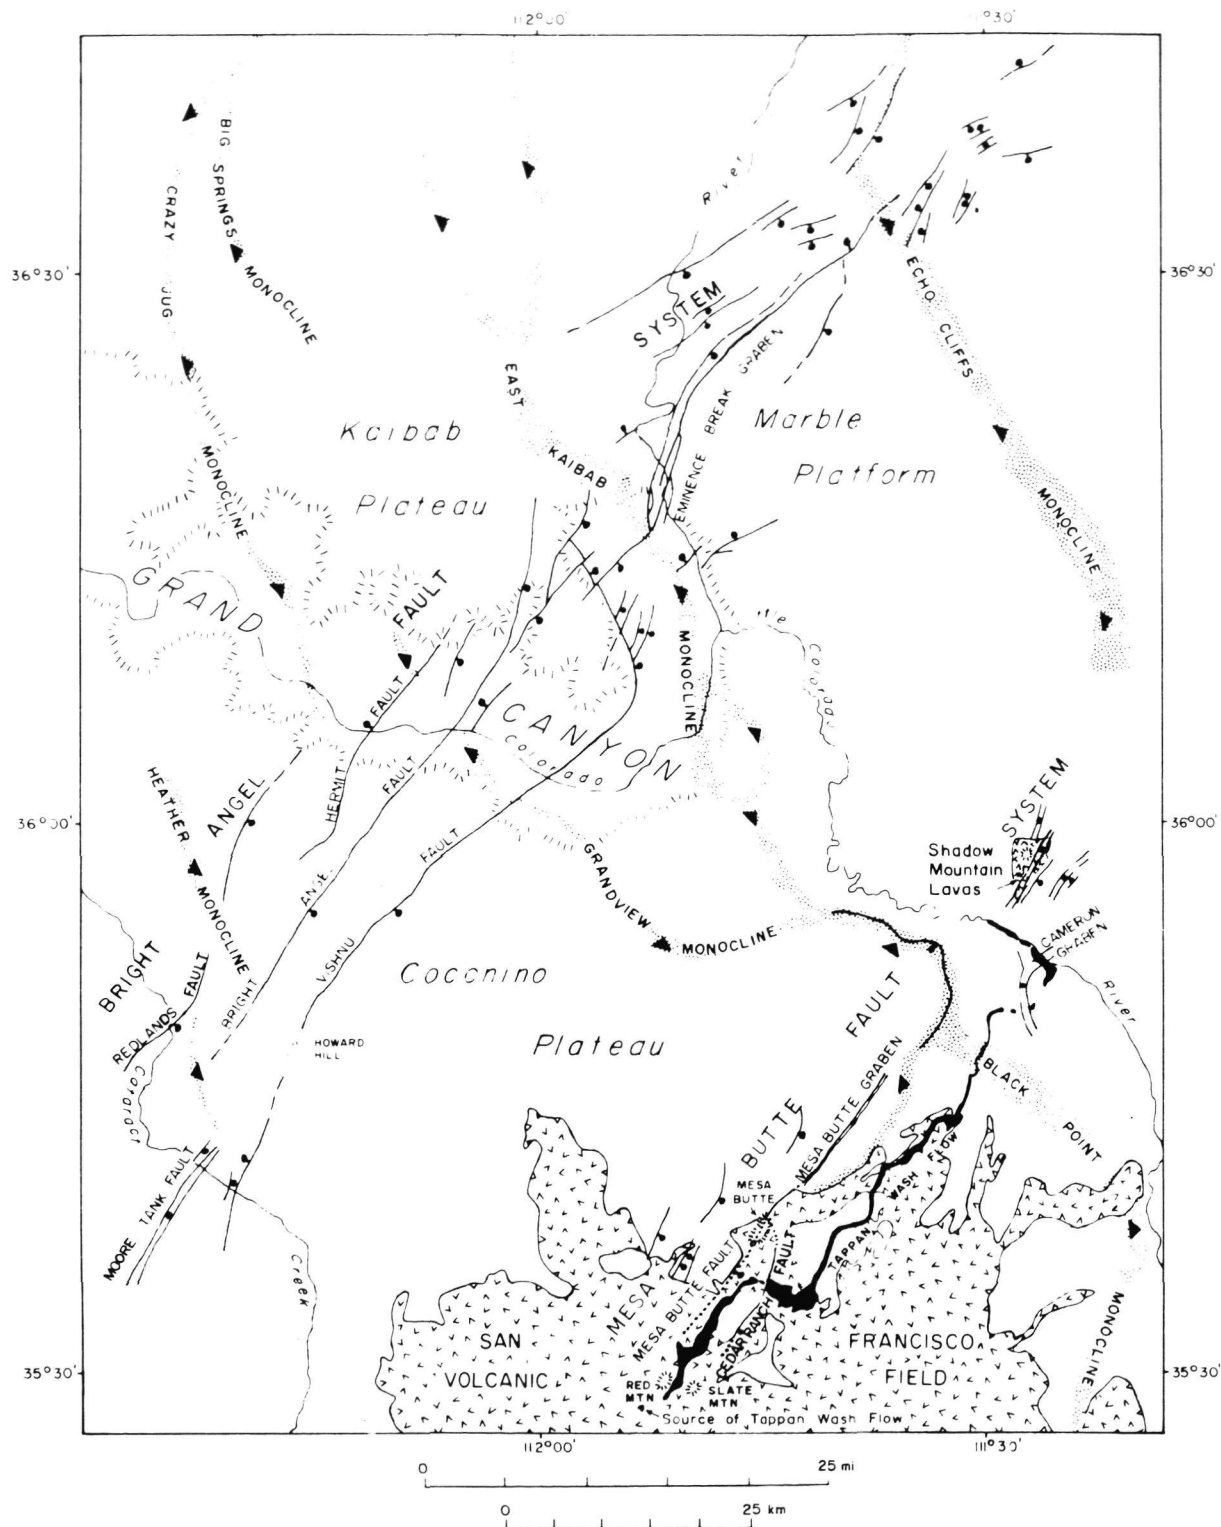 112°00'
111°30'
BIG SPRINGS MONOCLINE
CRAZY JUG MONOCLINE
River
36°30'
36°30'
SYSTEM
ECHO CLIFFS MONOCLINE
EAST KAIBAB MONOCLINE
EMINENCE BREAK GRABEN
Kaibab
Plateau
Marble
Platform
GRAND
CANYON
FAULT
Colorado
Colorado
HERMIT FAULT
ANGEL
HEATHER MONOCLINE
36°00'
36°00'
BRIGHT ANGEL FAULT
VISHNU FAULT
GRANDVIEW MONOCLINE
SYSTEM
Shadow
Mountain
Lavas
CAMERON
GRABEN
River
BRIGHT
REDLANDS FAULT
Coconino
Plateau
FAULT
HOWARD
HILL
Cataract
Creek
BLACK POINT
MONOCLINE
MESA BUTTE GRABEN
BUTTE
MESA
BUTTE
MOORE TANK FAULT
MESA
MESA BUTTE FAULT
FAULT
CEDAR RANCH
TAPPAN WASH FLOW
SAN
FRANCISCO
VOLCANIC
FIELD
35°30'
35°30'
RED
MTN
SLATE
MTN
Source of Tappan Wash Flow
112°00'
111°30'
0 25 mi
0 25 km